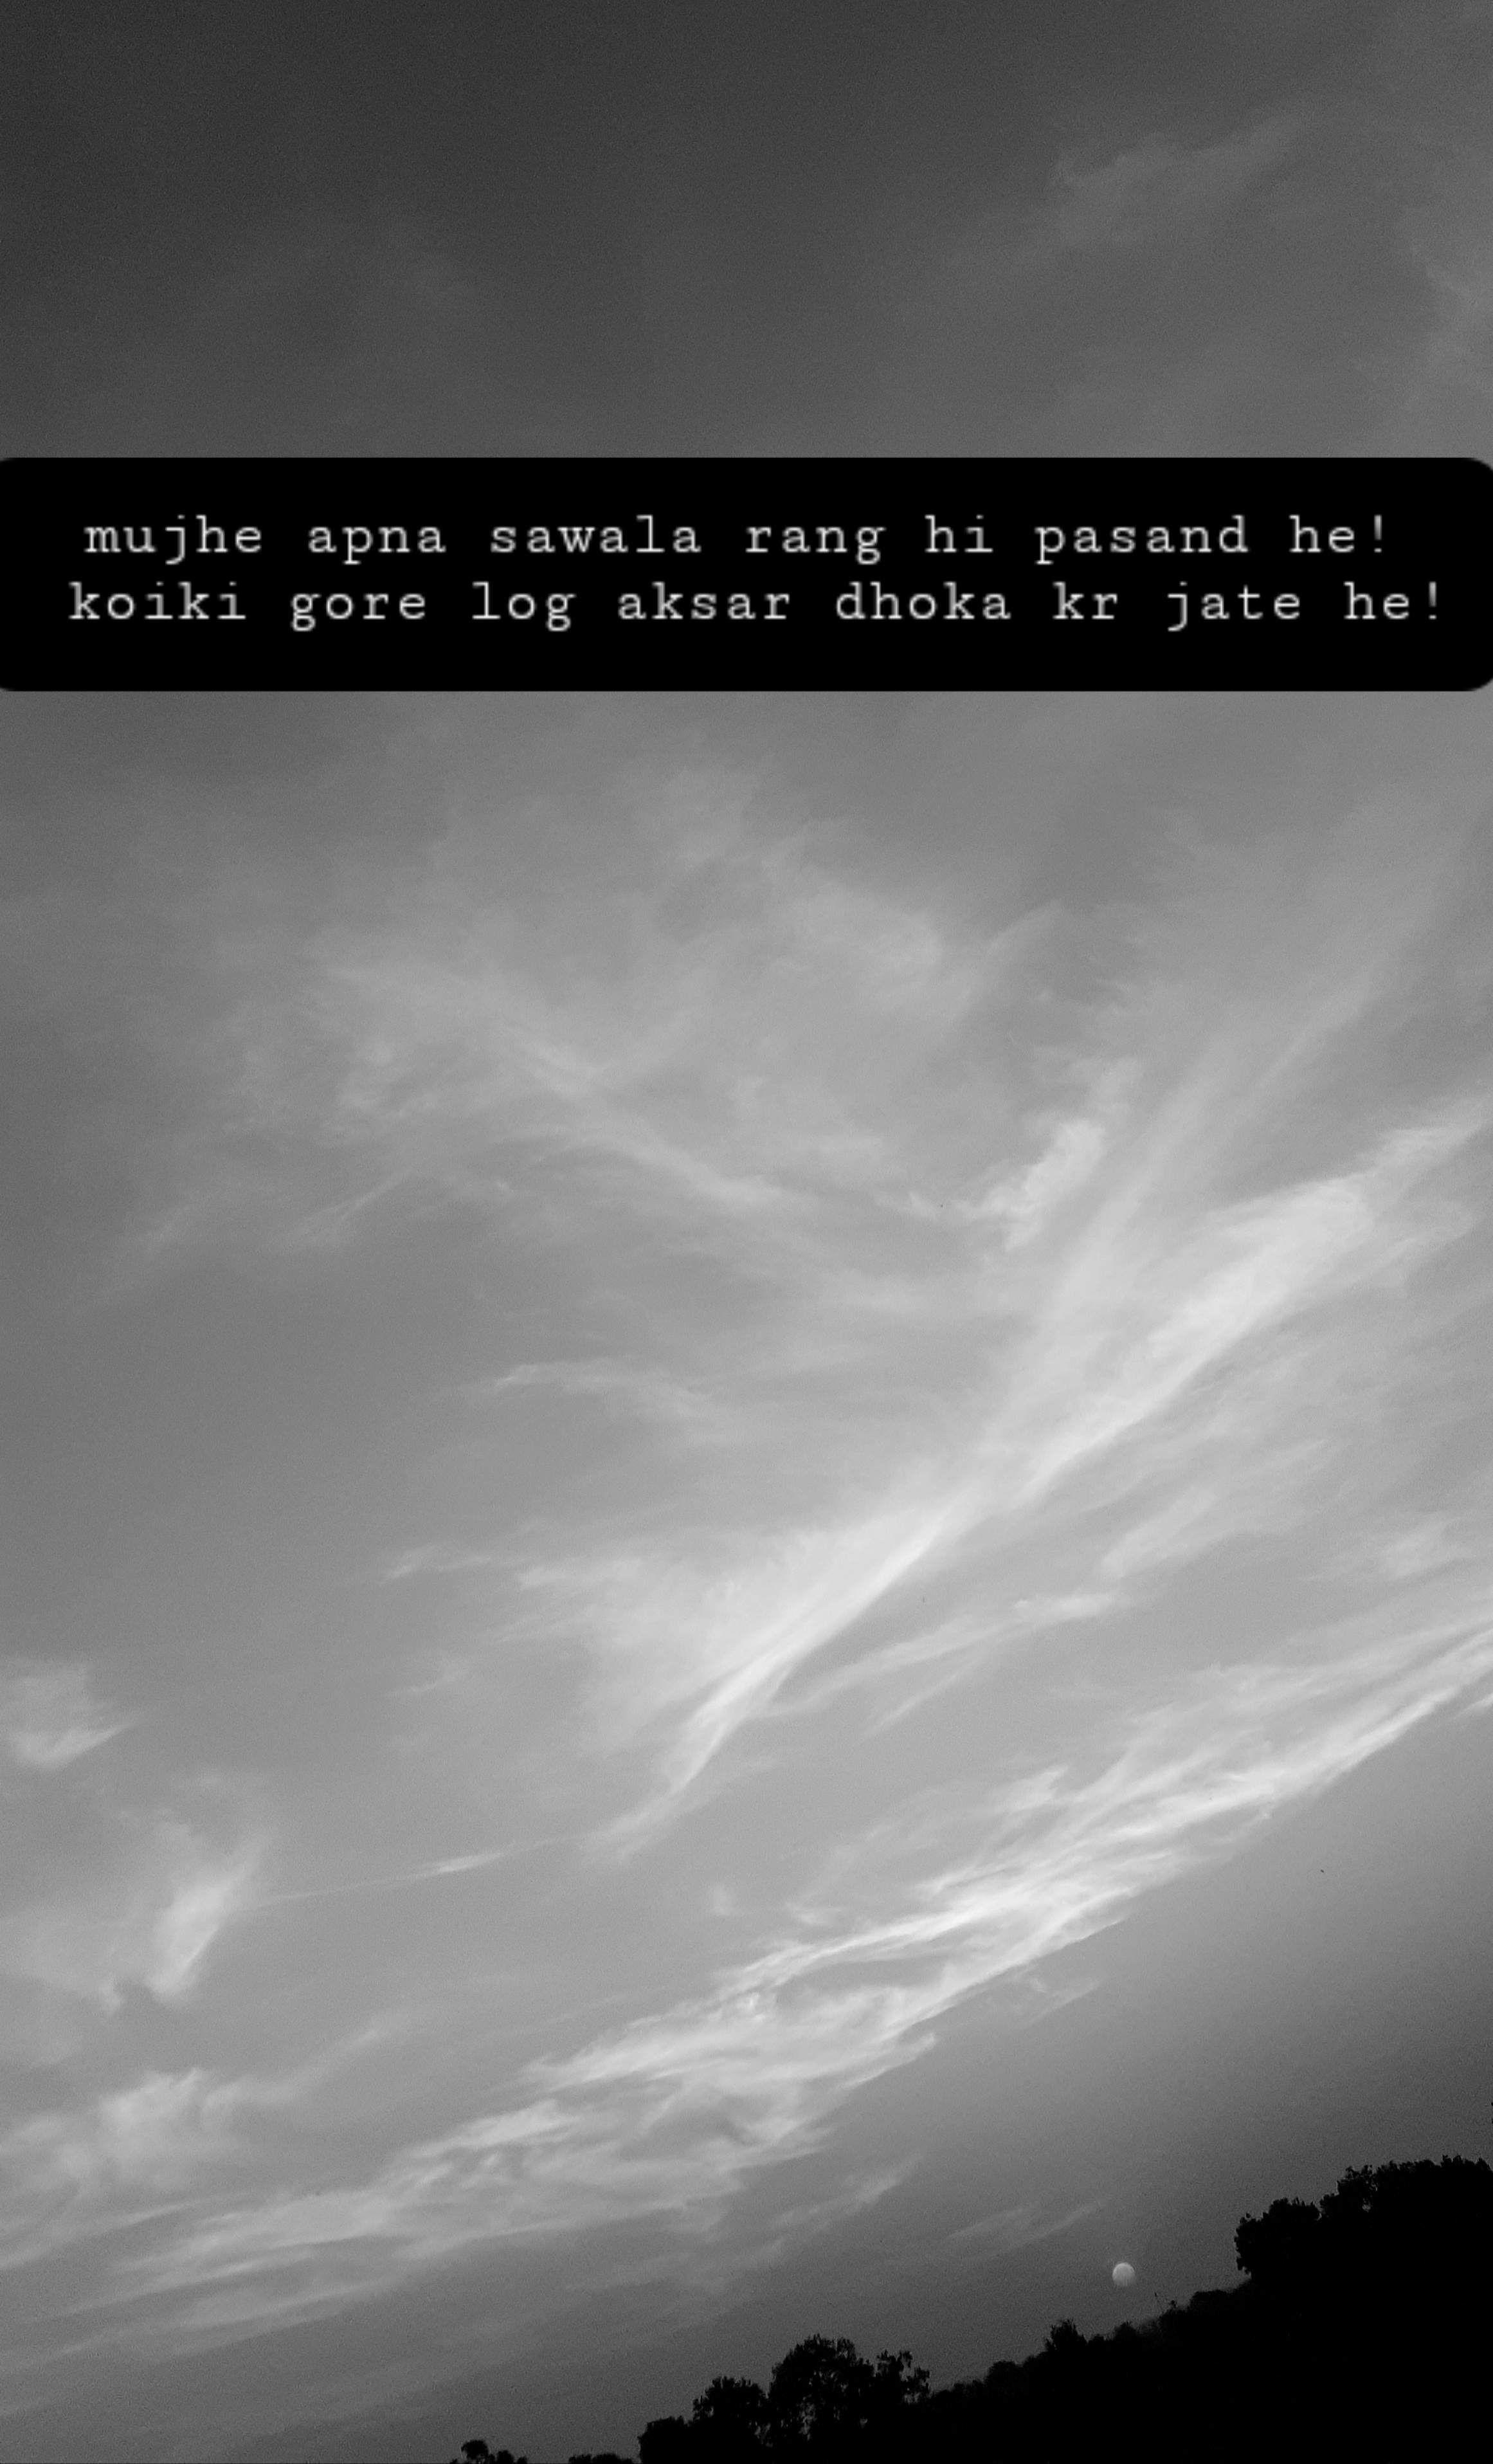 mujhe apna sawala rang hi pasand he!
koiki gore log aksar dhoka kr jate he!